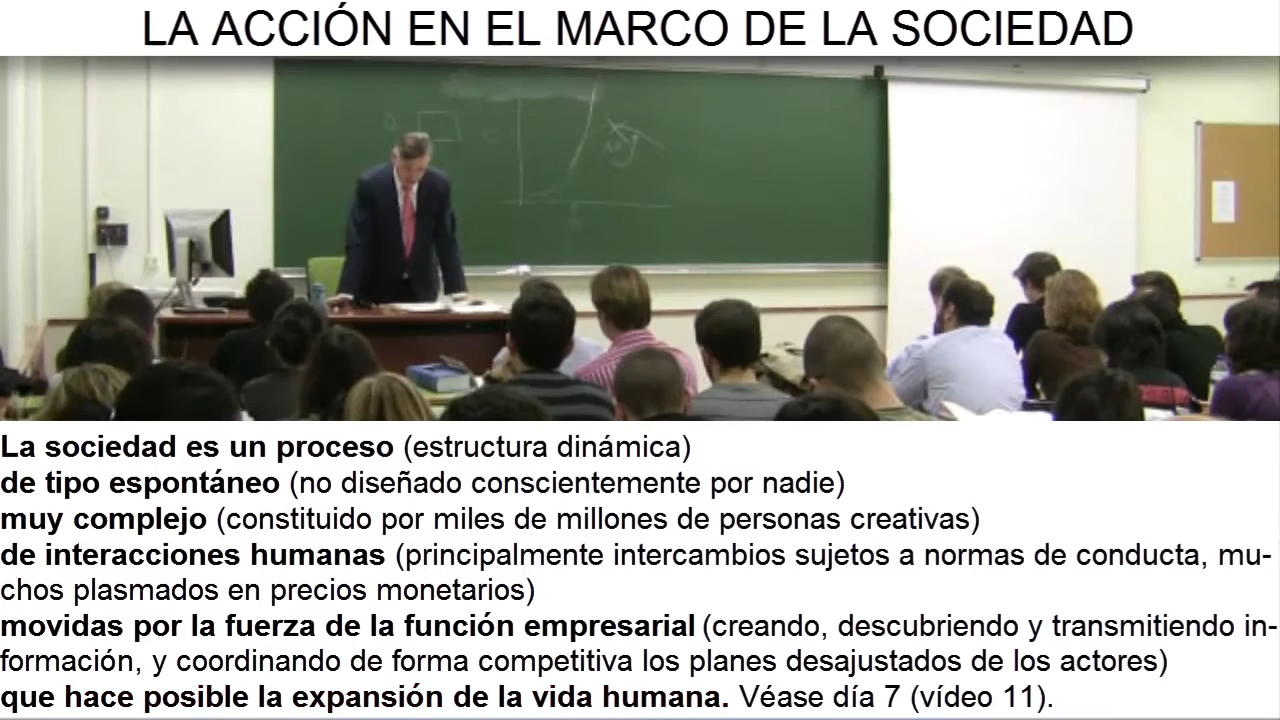 LA ACCIÓN EN EL MARCO DE LA SOCIEDAD
La sociedad es un proceso (estructura dinámica)
de tipo espontáneo (no diseñado conscientemente por nadie)
muy complejo (constituido por miles de millones de personas creativas)
de interacciones humanas (principalmente intercambios sujetos a normas de conducta, mu-
chos plasmados en precios monetarios)
movidas por la fuerza de la función empresarial (creando, descubriendo y transmitiendo in-
formación, y coordinando de forma competitiva los planes desajustados de los actores)
que hace posible la expansión de la vida humana. Véase día 7 (vídeo 11).